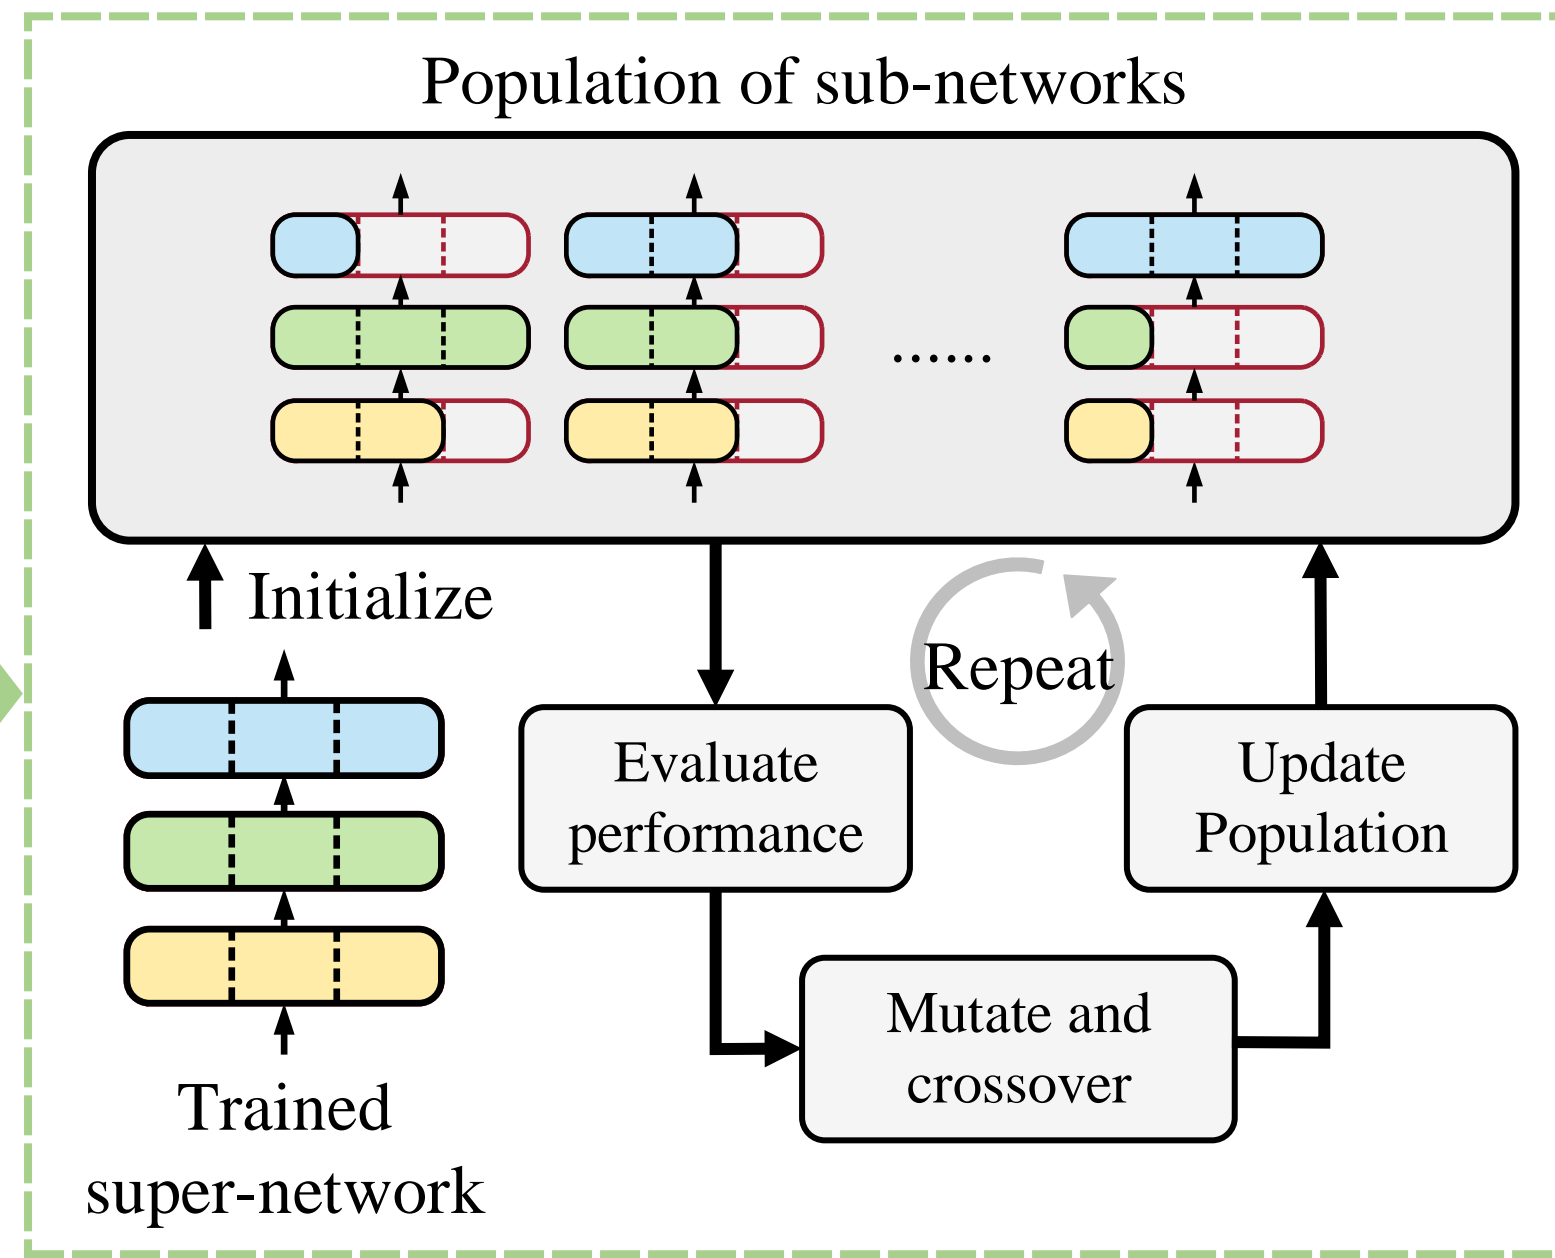 Population of sub-networks
......
Initialize
Repeat
Evaluate
performance
Update
Population
Mutate and
crossover
Trained
super-network